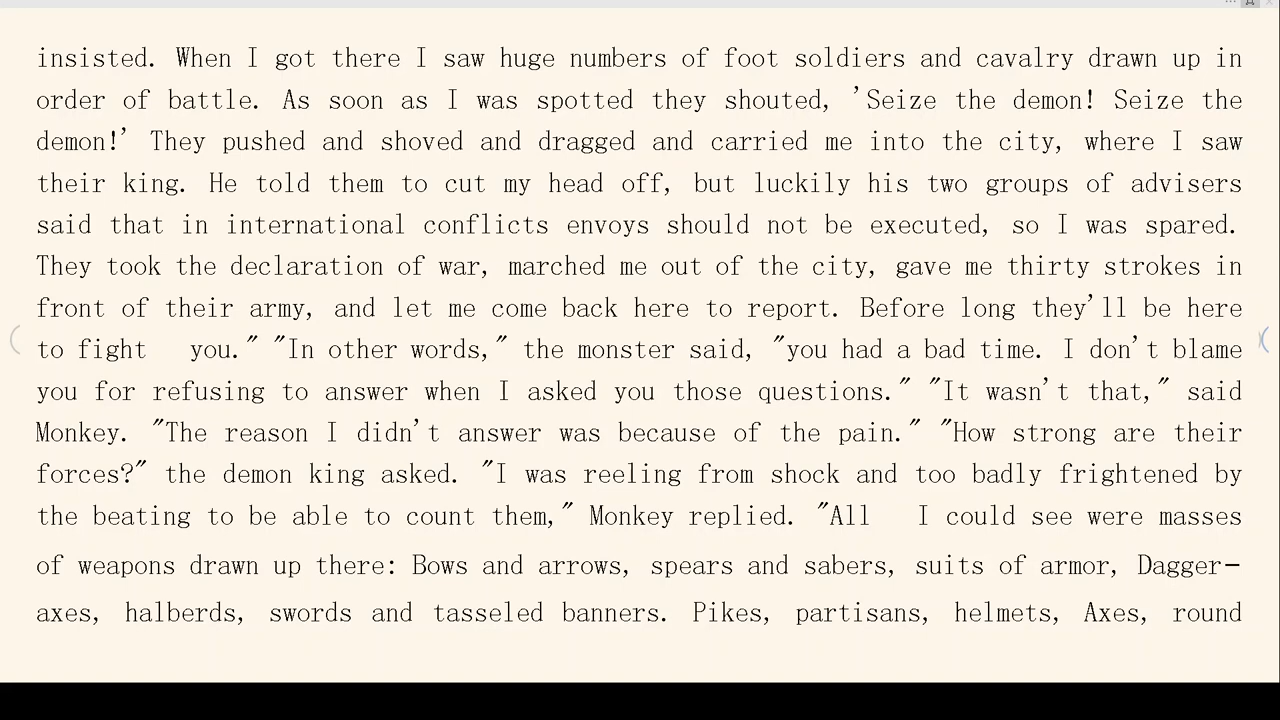 insisted. When I got there I saw huge numbers of foot soldiers and cavalry drawn up in
order of battle. As soon as I was spotted they shouted, 'Seize the demon! Seize the
demon!' They pushed and shoved and dragged and carried me into the city, where I saw
their king. He told them to cut my head off, but luckily his two groups of advisers
said that in international conflicts envoys should not be executed, so I was spared.
They took the declaration of war, marched me out of the city, gave me thirty strokes in
front of their army, and let me come back here to report. Before long they'll be here
to fight you." "In other words," the monster said, "you had a bad time. I don't blame
you for refusing to answer when I asked you those questions." "It wasn't that," said
Monkey. "The reason I didn't answer was because of the pain." "How strong are their
forces?" the demon king asked. "I was reeling from shock and too badly frightened by
the beating to be able to count them," Monkey replied. "All I could see were masses
of weapons drawn up there: Bows and arrows, spears and sabers, suits of armor, Dagger-
axes, halberds, swords and tasseled banners. Pikes, partisans, helmets, Axes, round